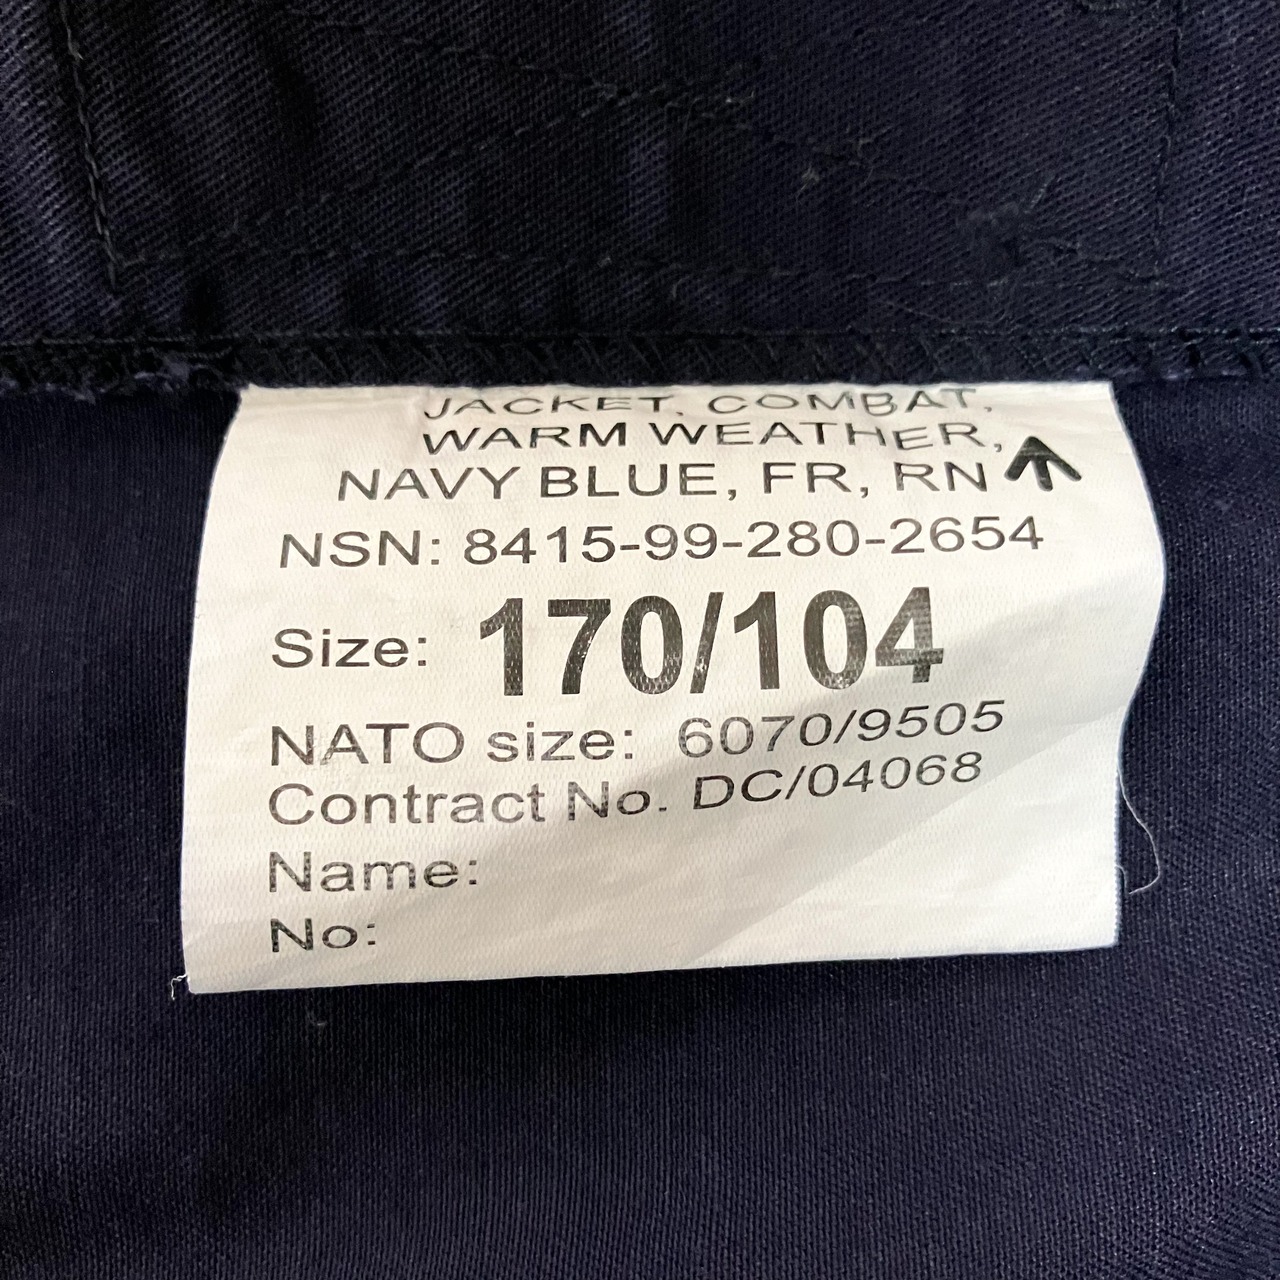 JACKET, COMBAT,
WARM WEATHER,
NAVY BLUE, FR, RN
NSN: 8415-99-280-2654
Size: 170/104
NATO size: 6070/9505
Contract No. DC/04068
Name:
No: